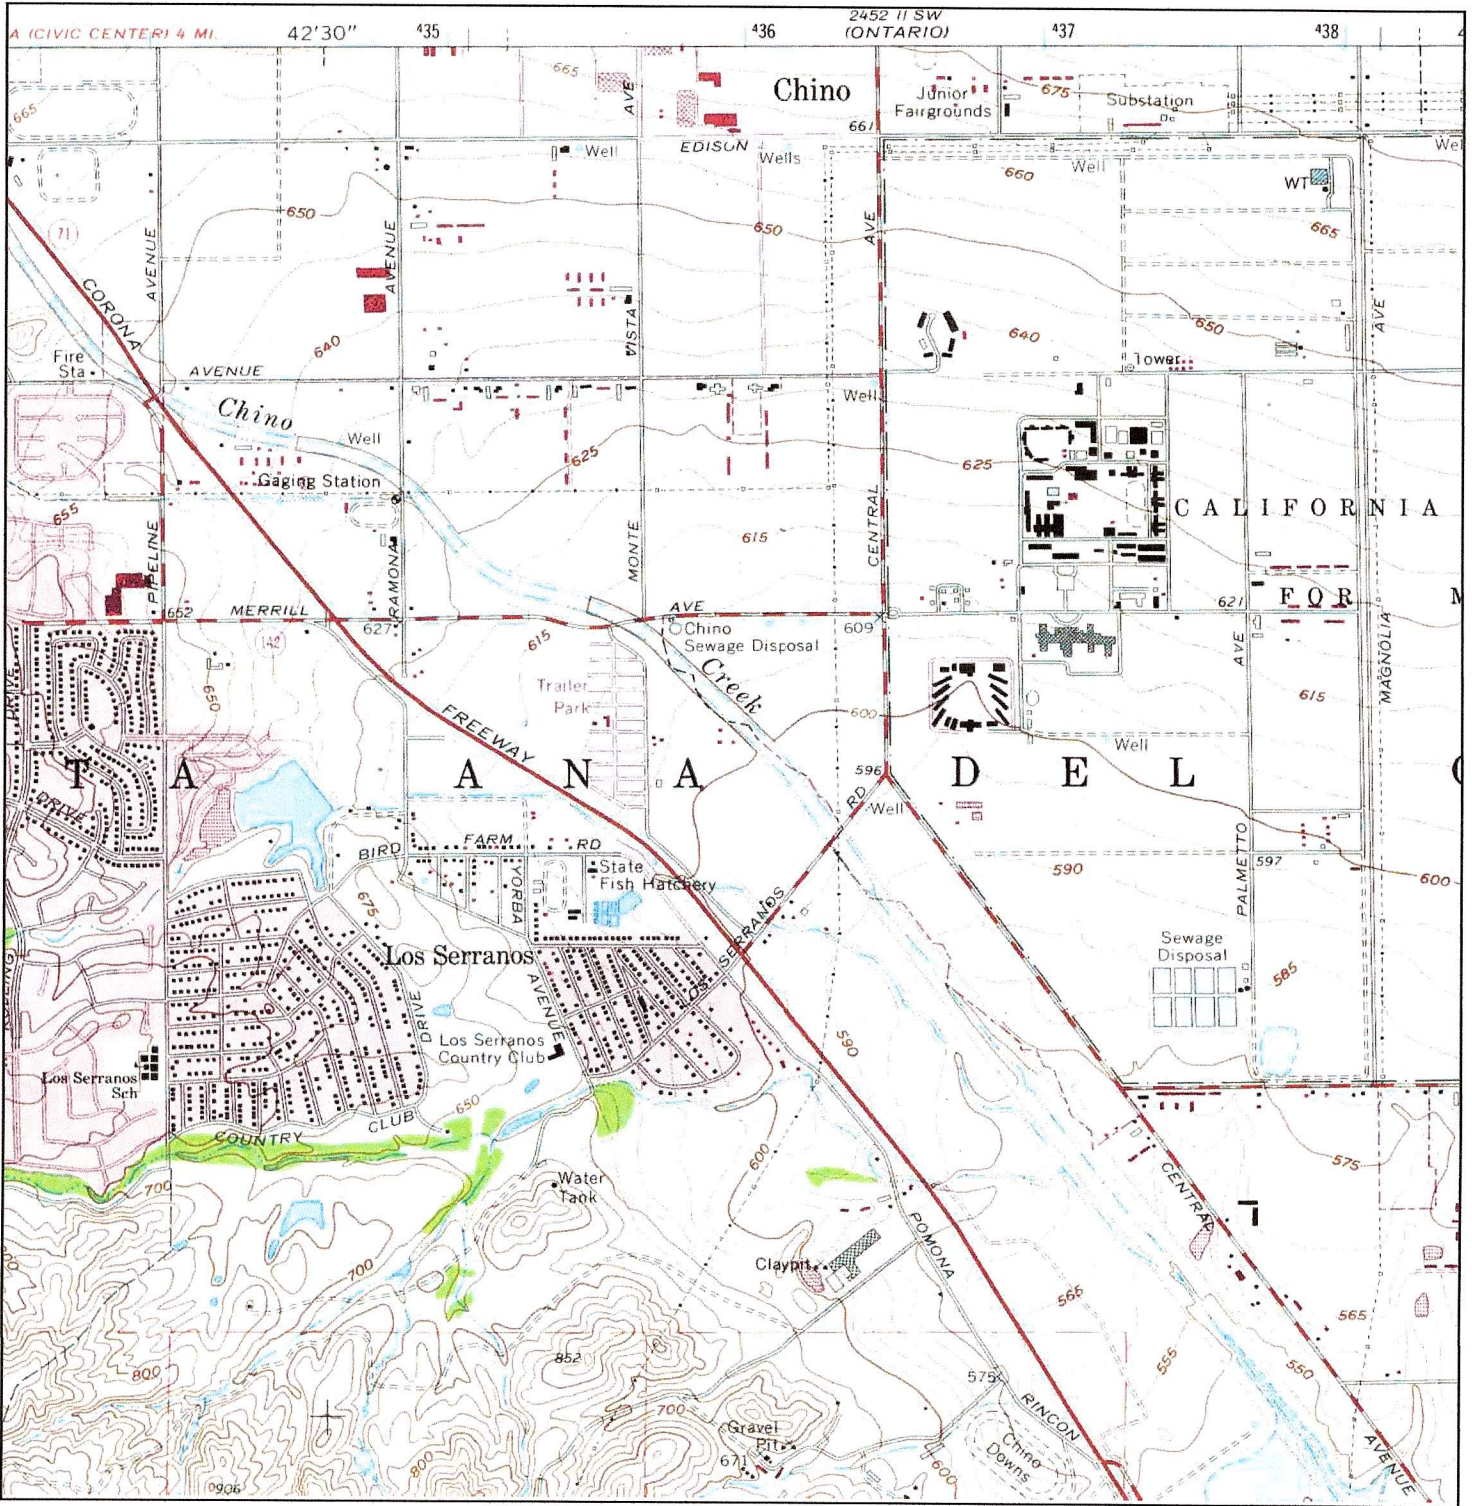 A (CIVIC CENTER) 4 MI.
42'30"
435
436
2452 II SW
(ONTARIO)
437
438
665
665
AVE
Chino
Junior
Fairgrounds
675
Substation
661
EDISON
Well
Wells
Well
660
WT
650
650
665
71
AVENUE
AVENUE
AVE
CORONA
VISTA
640
640
650
AVE
Fire
Sta
AVENUE
Tower
Chino
Well
Well
625
625
Gaging Station
655
CENTRAL
CALIFORNIA
PIPELINE
RAMONA
MONTE
615
652
MERRILL
627
AVE
609
621
FOR
M
142
615
Chino
Sewage Disposal
AVE
MAGNOLIA
DRIVE
650
Trailer
Park
Creek
600
615
FREEWAY
Well
T A A N A D E L
596
RD
Well
DRIVE
BIRD
FARM
RD
State
Fish Hatchery
YORBA
590
PALMETTO
597
600
675
Los Serranos
LOS SERRANOS
Sewage
Disposal
585
DRIVE
AVENUE
Los Serranos
Country Club
590
Los Serranos
Sch
650
COUNTRY
CLUB
600
575
700
Water
Tank
CENTRAL
POMONA
Claypit
700
565
565
852
555
550
800
575
700
RINCON
Gravel
Pit
671
Chino
Downs
600
800
AVENUE
906